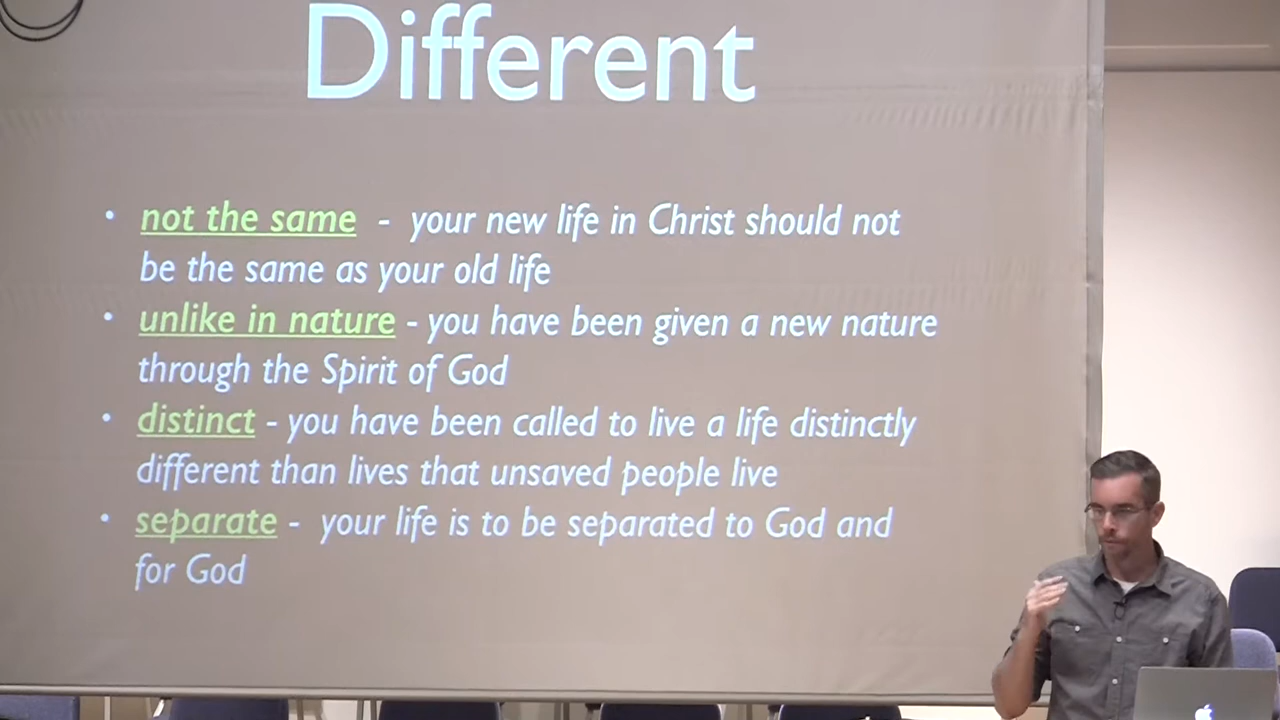 Different
• not the same - your new life in Christ should not
be the same as your old life
• unlike in nature - you have been given a new nature
through the Spirit of God
• distinct - you have been called to live a life distinctly
different than lives that unsaved people live
• separate - your life is to be separated to God and
for God